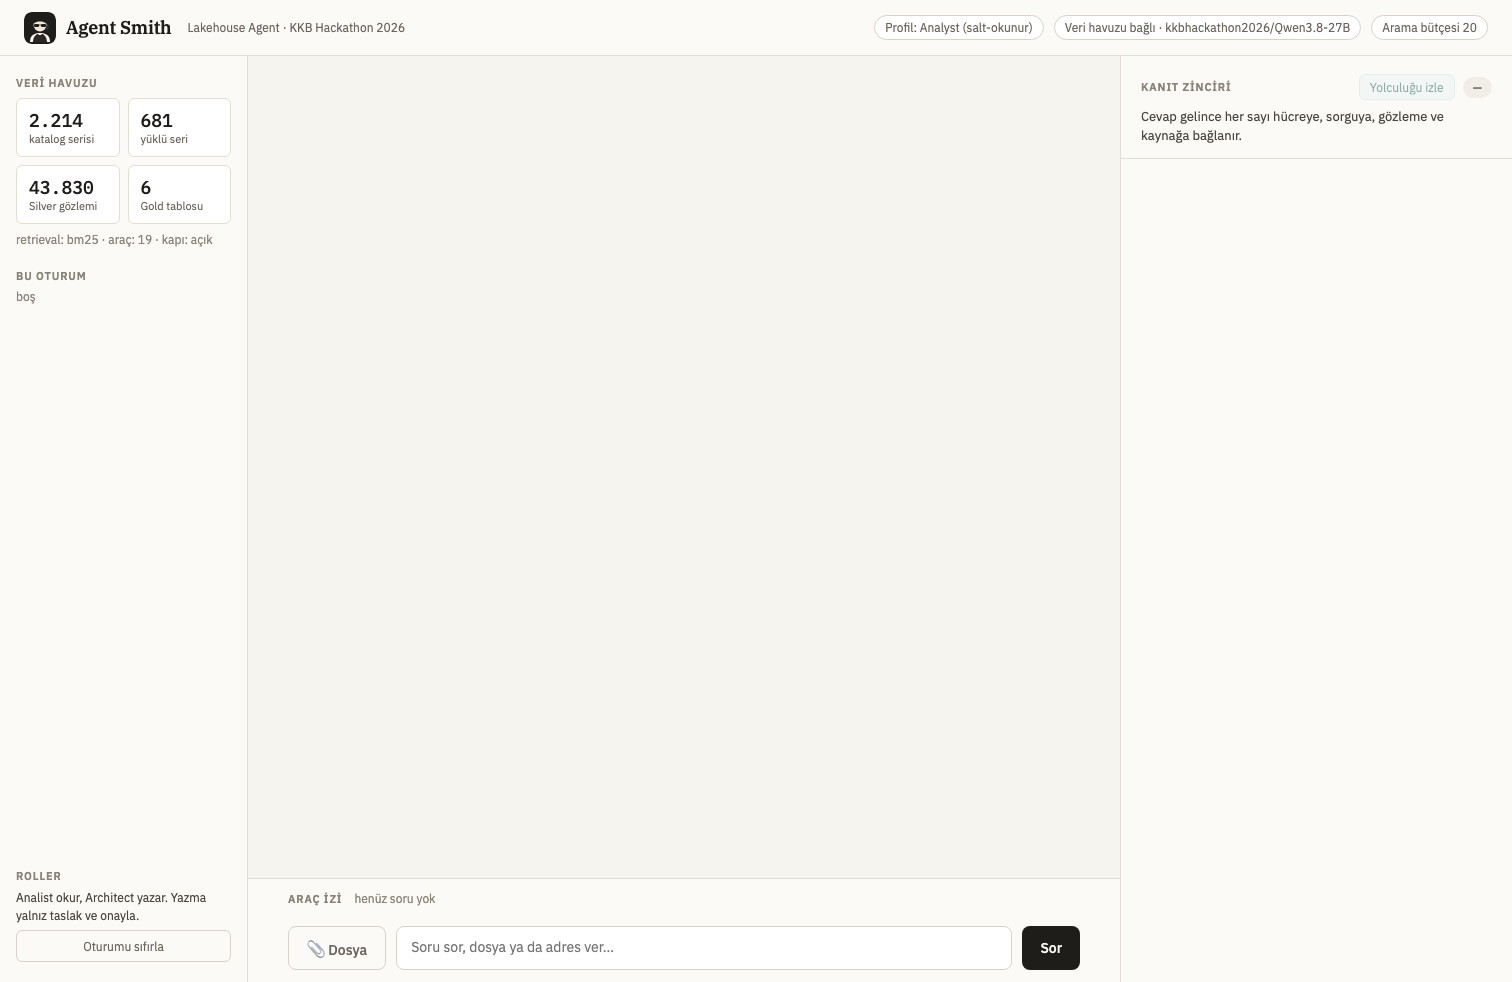 Agent Smith
Lakehouse Agent · KKB Hackathon 2026
Profil: Analyst (salt-okunur)
Veri havuzu bağlı · kkbhackathon2026/Qwen3.8-27B
Arama bütçesi 20
VERİ HAVUZU
2.214
katalog serisi
681
yüklü seri
43.830
Silver gözlemi
6
Gold tablosu
retrieval: bm25 · araç: 19 · kapı: açık
BU OTURUM
boş
ROLLER
Analist okur, Architect yazar. Yazma
yalnız taslak ve onayla.
Oturumu sıfırla
ARAÇ İZİ henüz soru yok
Dosya
Soru sor, dosya ya da adres ver...
Sor
KANIT ZİNCİRİ
Yolculuğu izle
–
Cevap gelince her sayı hücreye, sorguya, gözleme ve
kaynağa bağlanır.